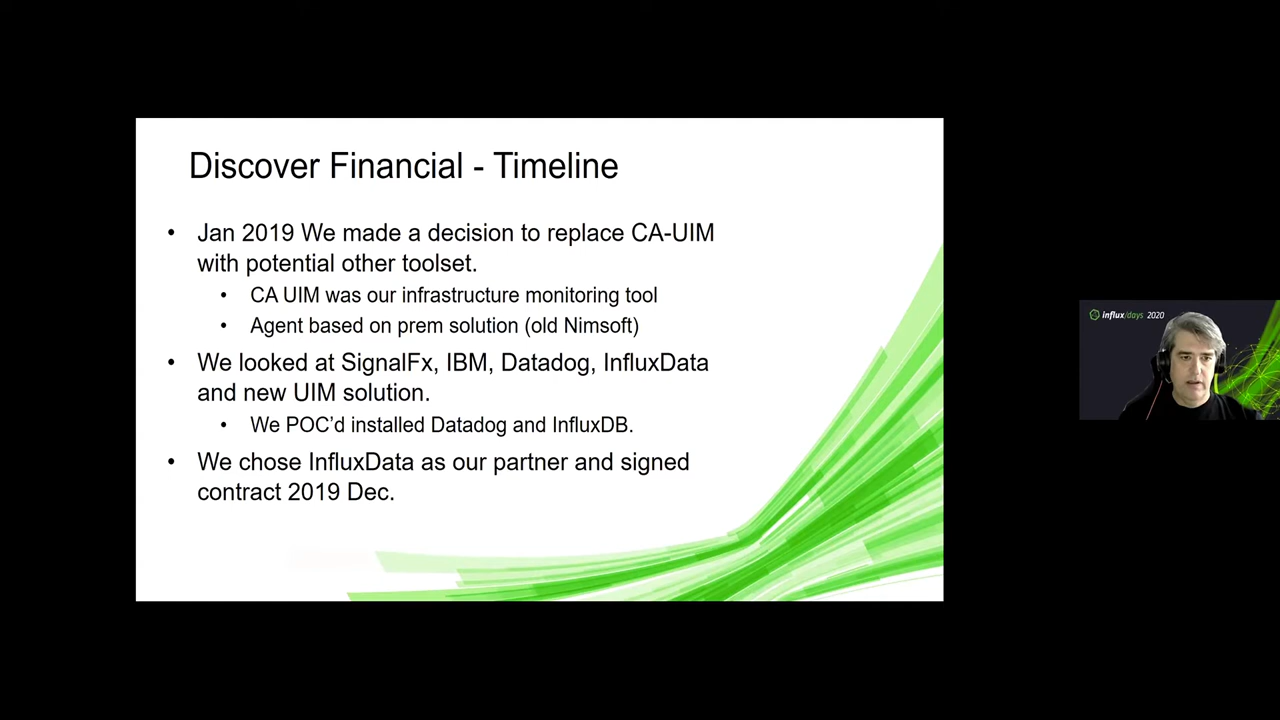 Discover Financial - Timeline
• Jan 2019 We made a decision to replace CA-UIM
with potential other toolset.
• CA UIM was our infrastructure monitoring tool
• Agent based on prem solution (old Nimsoft)
• We looked at SignalFx, IBM, Datadog, InfluxData
and new UIM solution.
• We POC’d installed Datadog and InfluxDB.
• We chose InfluxData as our partner and signed
contract 2019 Dec.
influx/days 2020